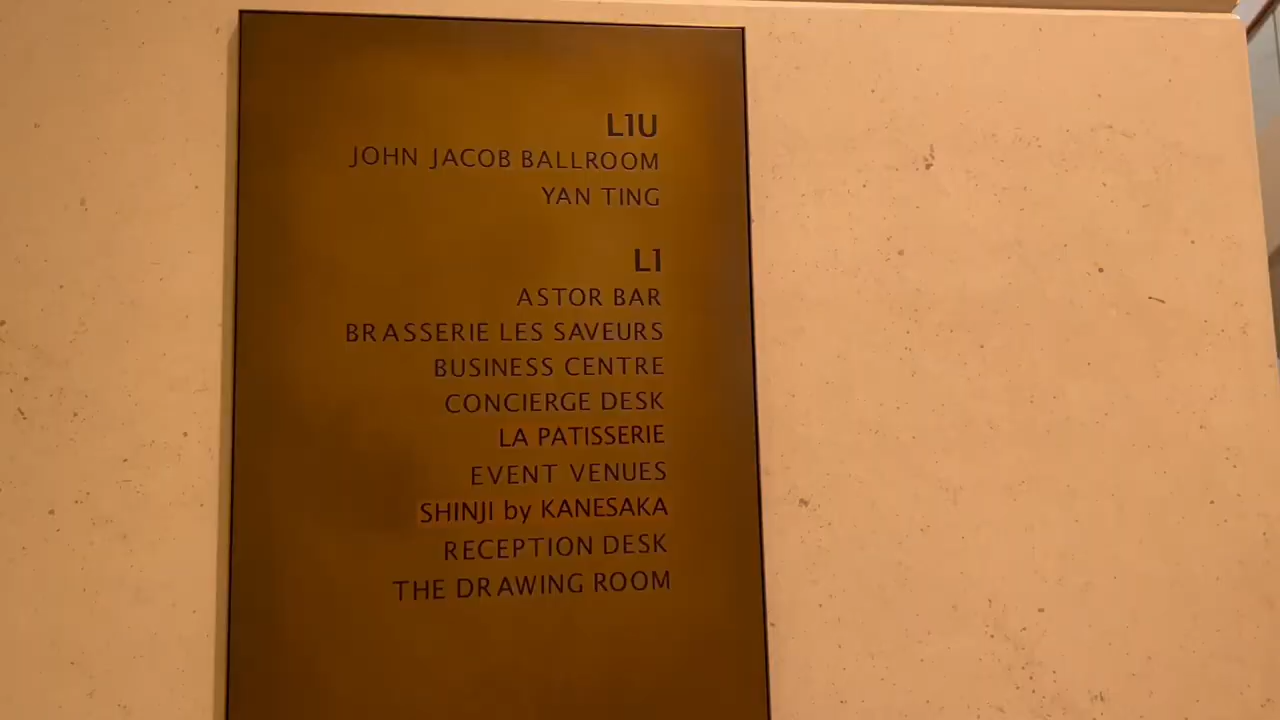 L1U
JOHN JACOB BALLROOM
YAN TING
L1
ASTOR BAR
BRASSERIE LES SAVEURS
BUSINESS CENTRE
CONCIERGE DESK
LA PATISSERIE
EVENT VENUES
SHINJI by KANESAKA
RECEPTION DESK
THE DRAWING ROOM